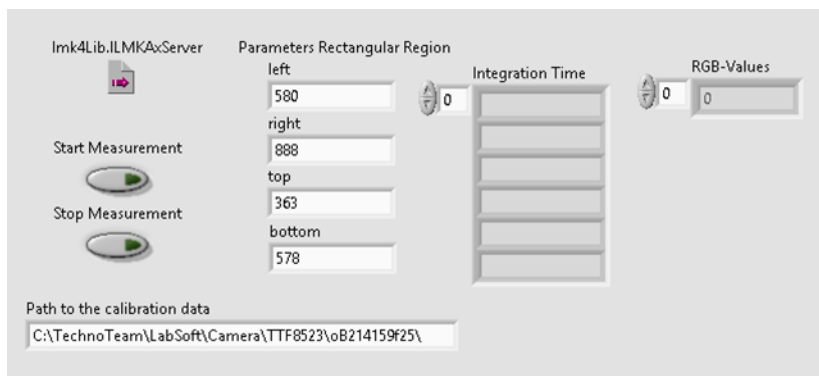 lmk4Lib.ILMKAxServer
Parameters Rectangular Region
left
580
right
888
top
363
bottom
578
Integration Time
0
RGB-Values
0
0
Start Measurement
Stop Measurement
Path to the calibration data
C:\TechnoTeam\LabSoft\Camera\TTF8523\oB214159f25\